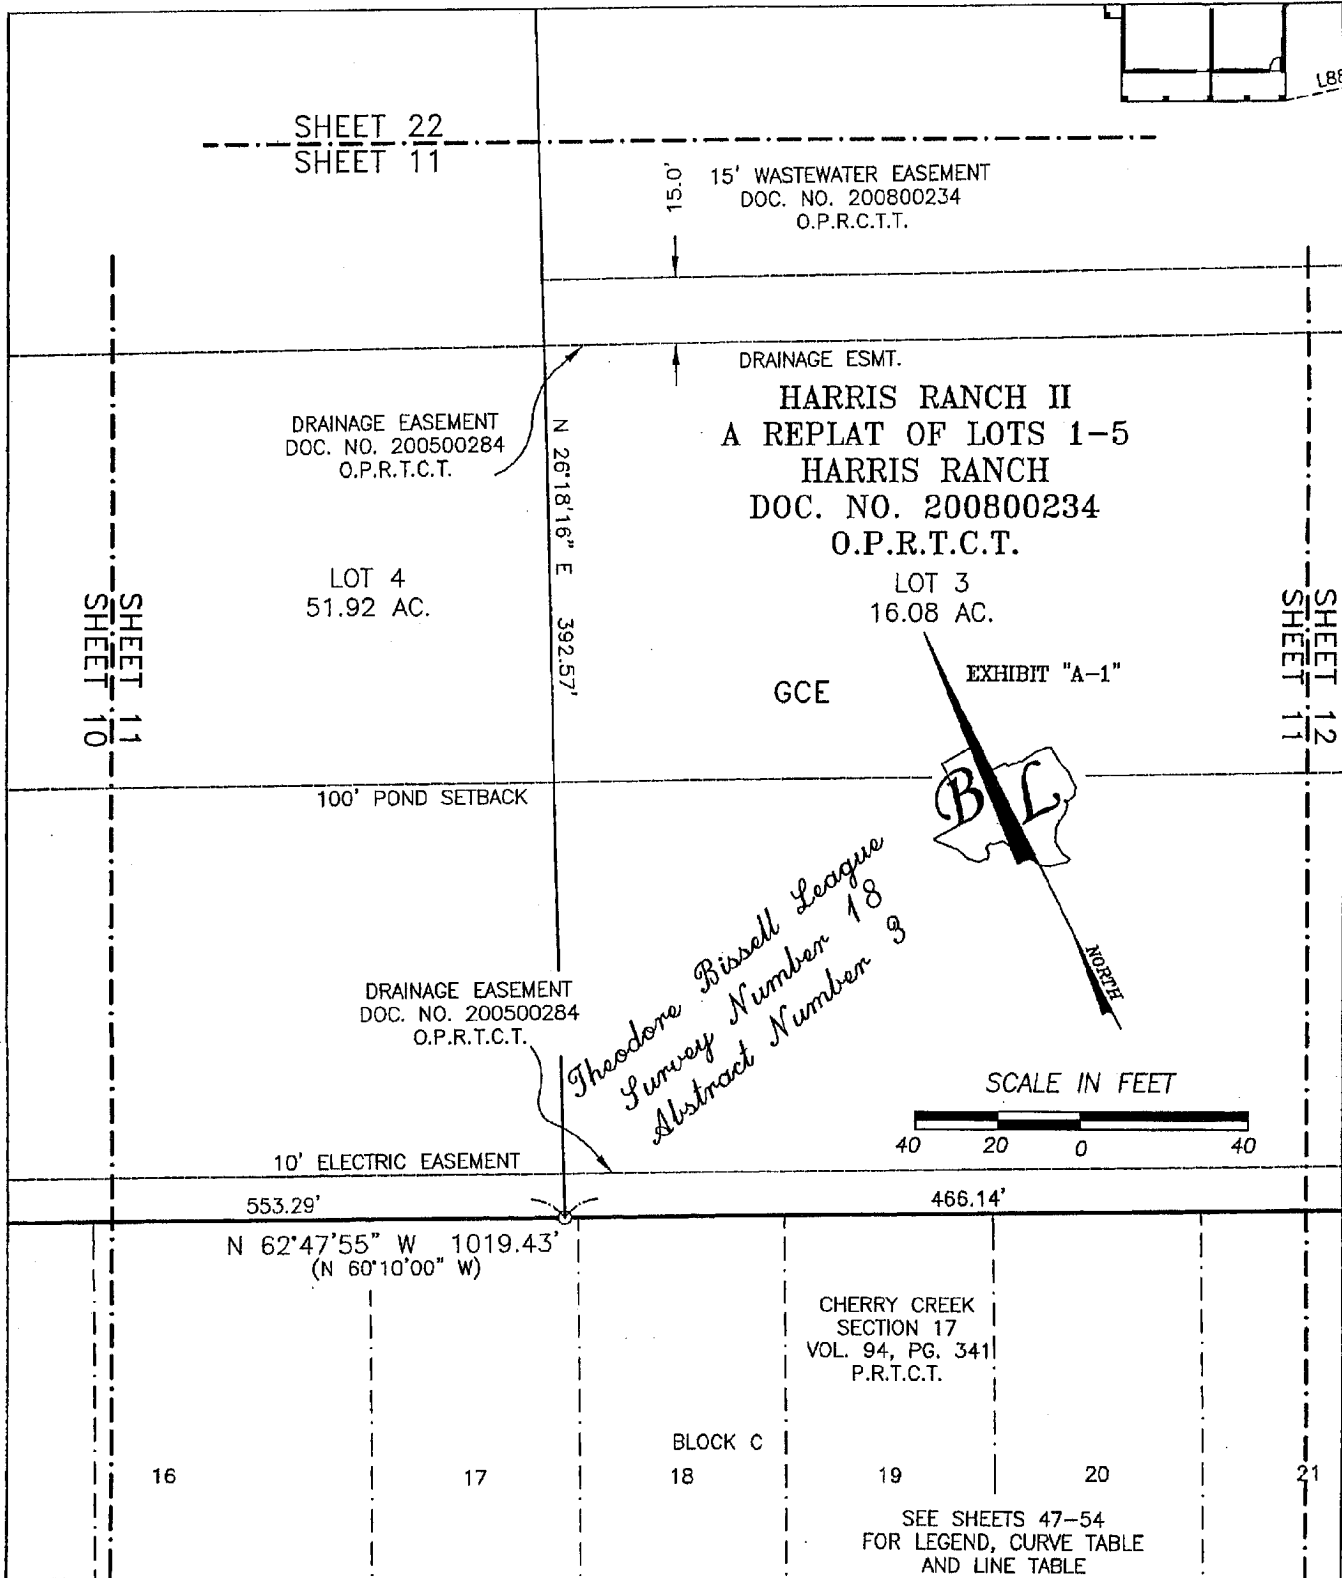 L88
SHEET 22
SHEET 11
15.0'
15' WASTEWATER EASEMENT
DOC. NO. 200800234
O.P.R.C.T.T.
DRAINAGE ESMT.
HARRIS RANCH II
A REPLAT OF LOTS 1-5
HARRIS RANCH
DOC. NO. 200800234
O.P.R.T.C.T.
DRAINAGE EASEMENT
DOC. NO. 200500284
O.P.R.T.C.T.
N 26°18'16" E 392.57'
LOT 4
51.92 AC.
LOT 3
16.08 AC.
SHEET 11
SHEET 10
SHEET 12
SHEET 11
EXHIBIT "A-1"
GCE
B L
NORTH
100' POND SETBACK
Theodore Bissell League
Survey Number 18
Abstract Number 3
DRAINAGE EASEMENT
DOC. NO. 200500284
O.P.R.T.C.T.
SCALE IN FEET
40 20 0 40
10' ELECTRIC EASEMENT
553.29'
466.14'
N 62°47'55" W 1019.43'
(N 60°10'00" W)
CHERRY CREEK
SECTION 17
VOL. 94, PG. 341
P.R.T.C.T.
BLOCK C
16 17 18 19 20 21
SEE SHEETS 47-54
FOR LEGEND, CURVE TABLE
AND LINE TABLE